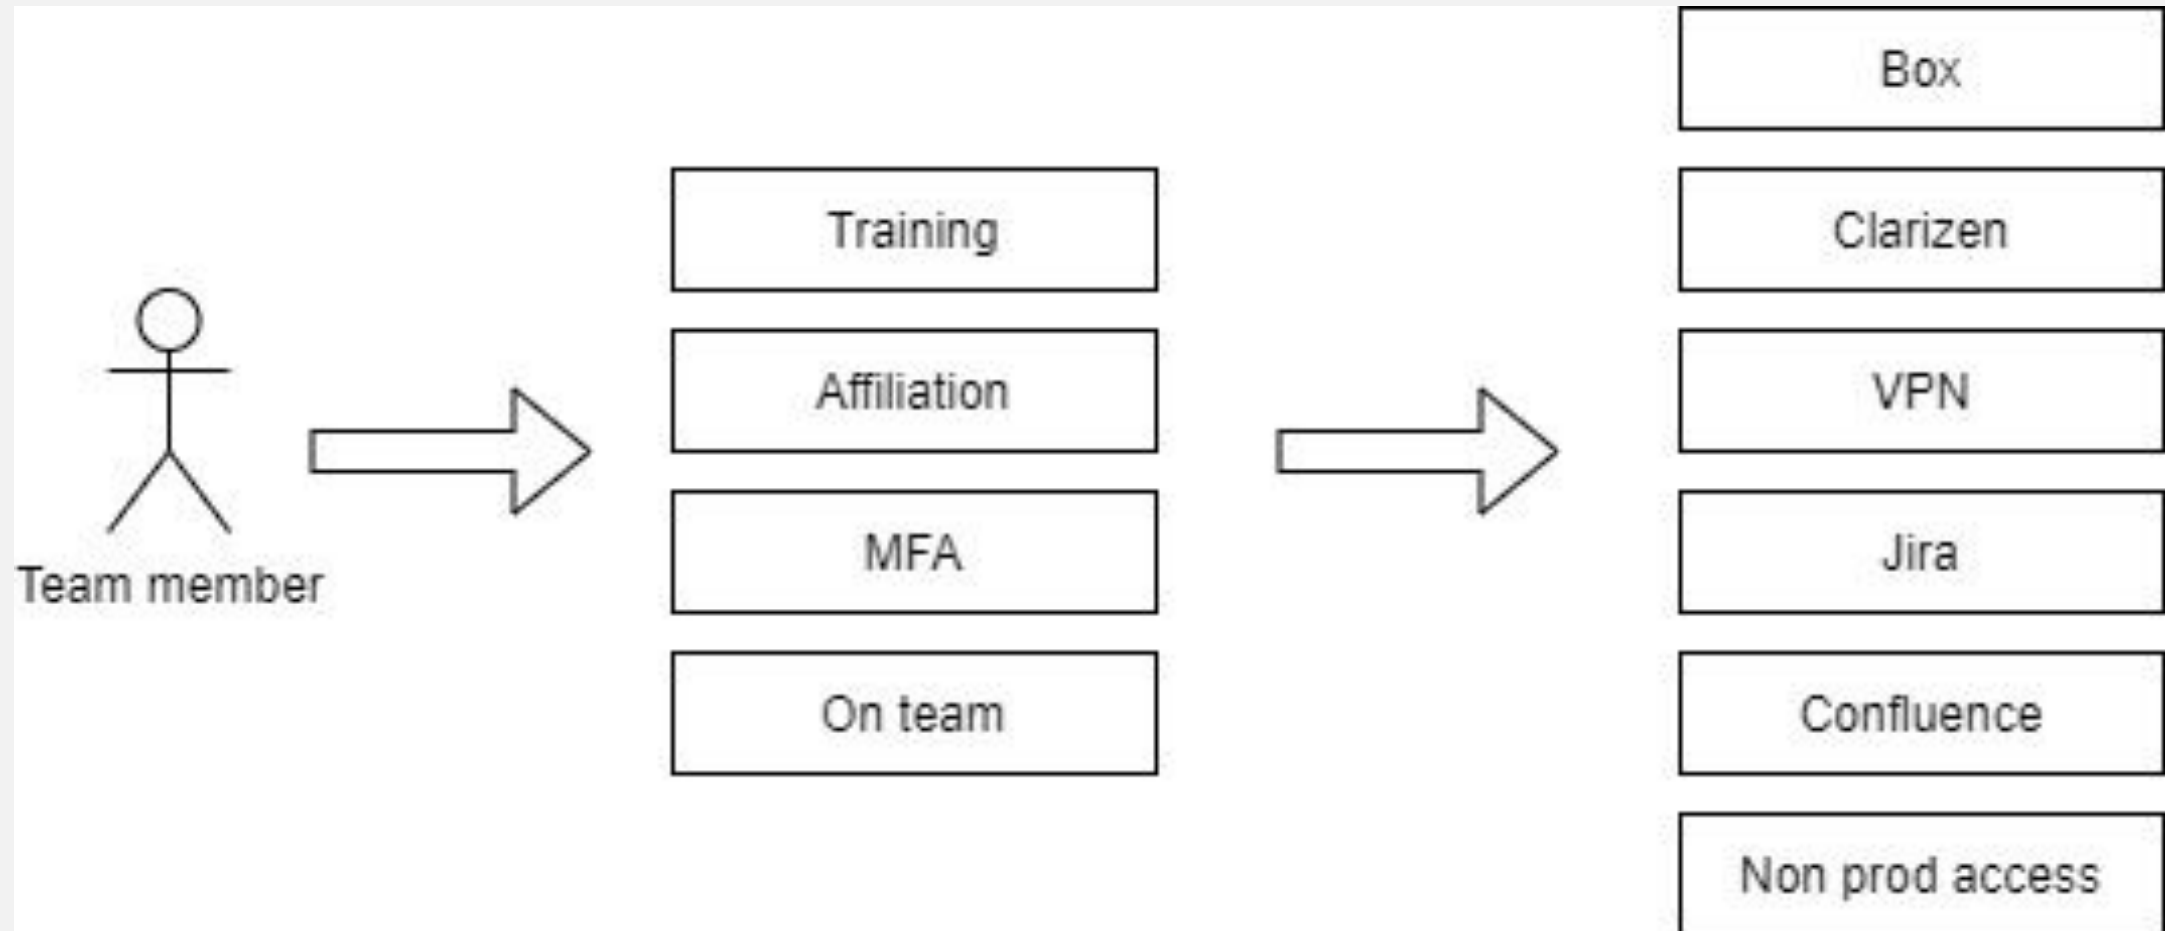 Team member
Training
Affiliation
MFA
On team
Box
Clarizen
VPN
Jira
Confluence
Non prod access